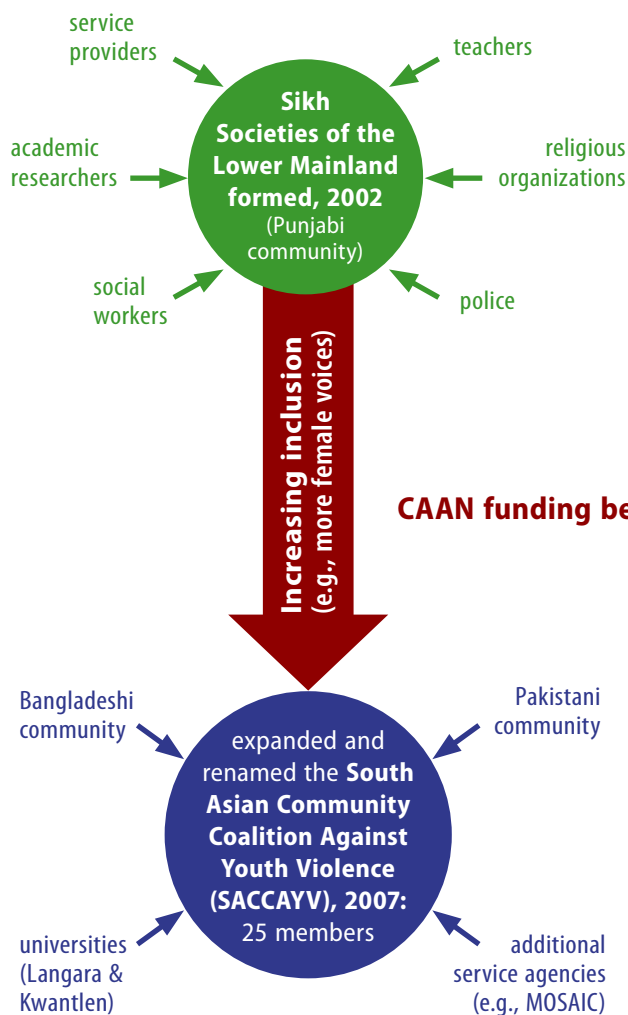 service
providers
teachers
academic
researchers
Sikh
Societies of the
Lower Mainland
formed, 2002
(Punjabi
community)
religious
organizations
social
workers
police
Increasing inclusion
(e.g., more female voices)
CAAN funding be
Bangladeshi
community
Pakistani
community
expanded and
renamed the South
Asian Community
Coalition Against
Youth Violence
(SACCAYV), 2007:
25 members
universities
(Langara &
Kwantlen)
additional
service agencies
(e.g., MOSAIC)